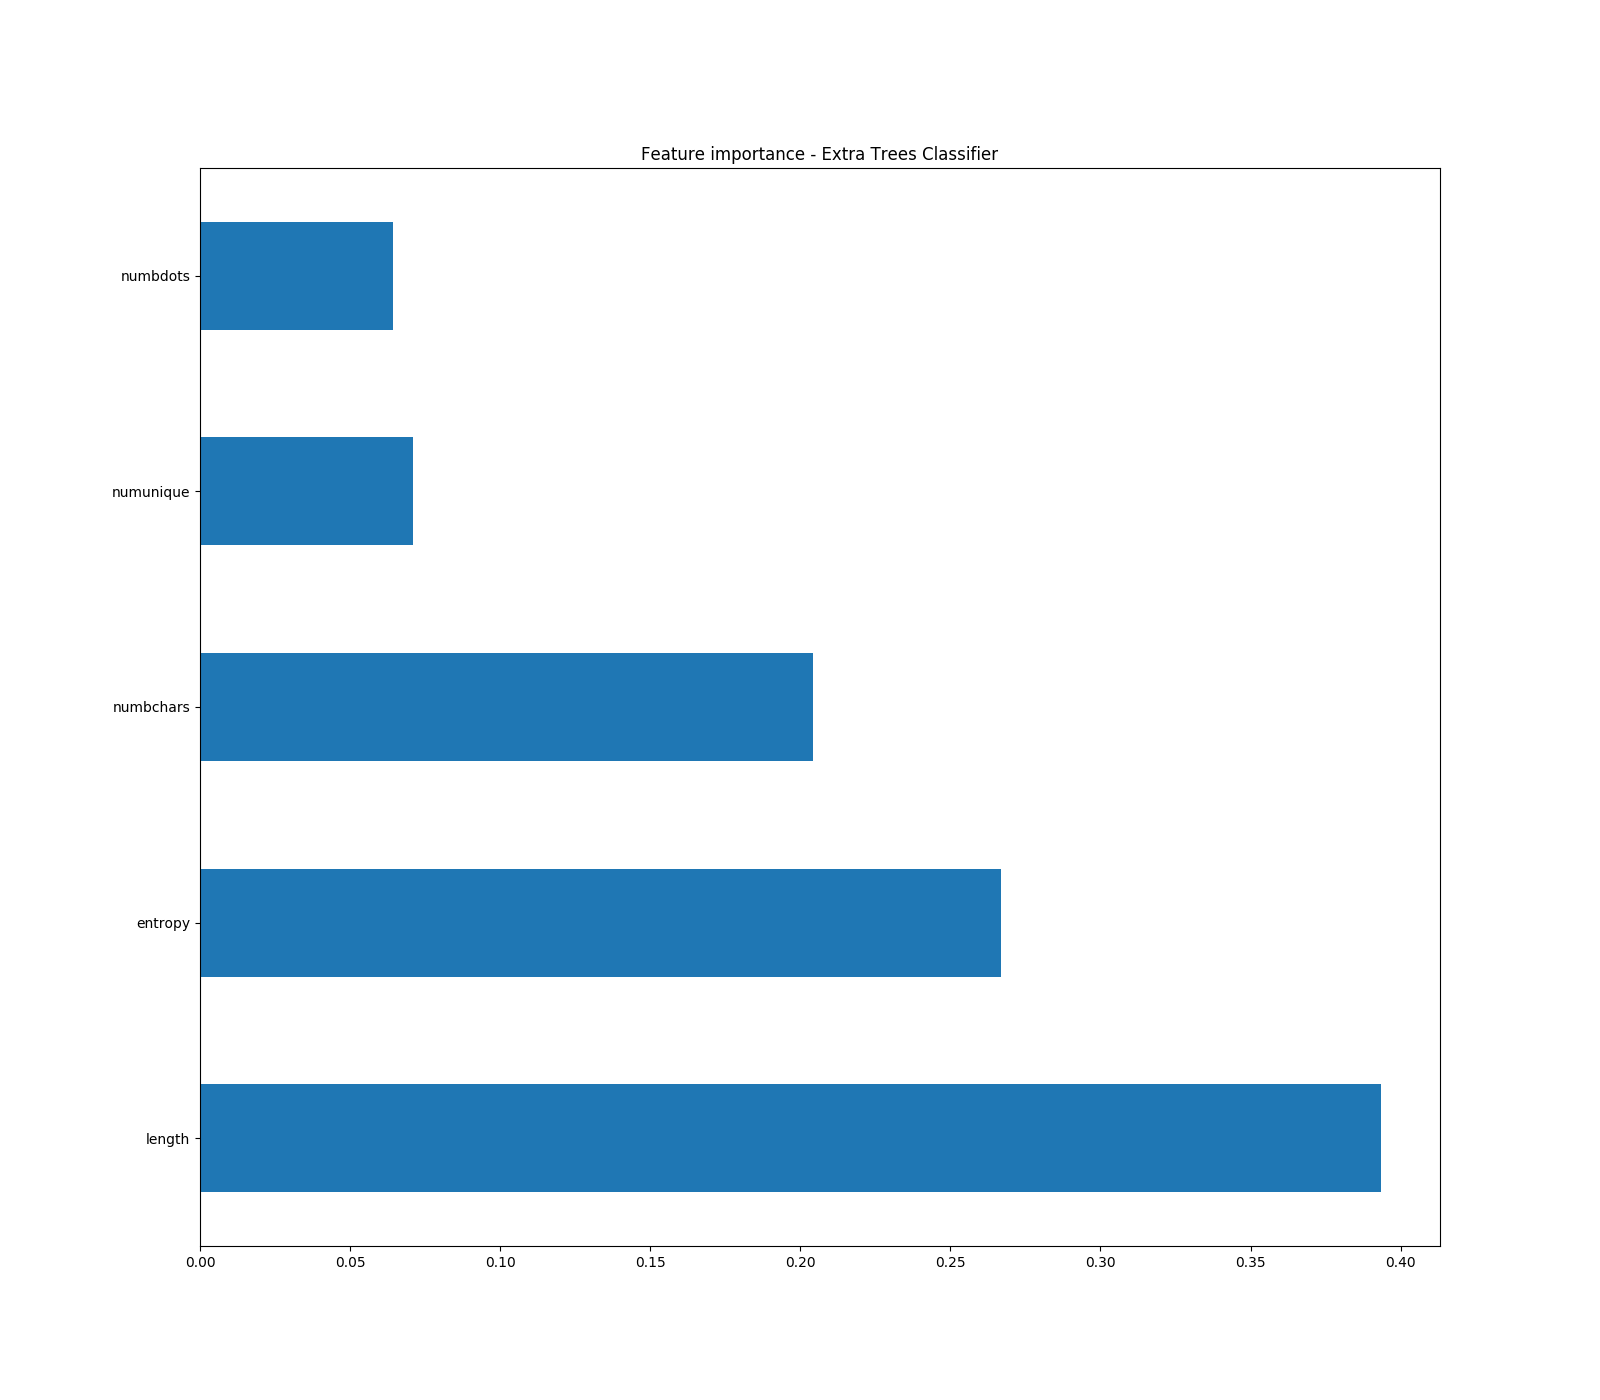 Feature importance - Extra Trees Classifier
numbdots
numunique
numbchars
entropy
length
0.00 0.05 0.10 0.15 0.20 0.25 0.30 0.35 0.40